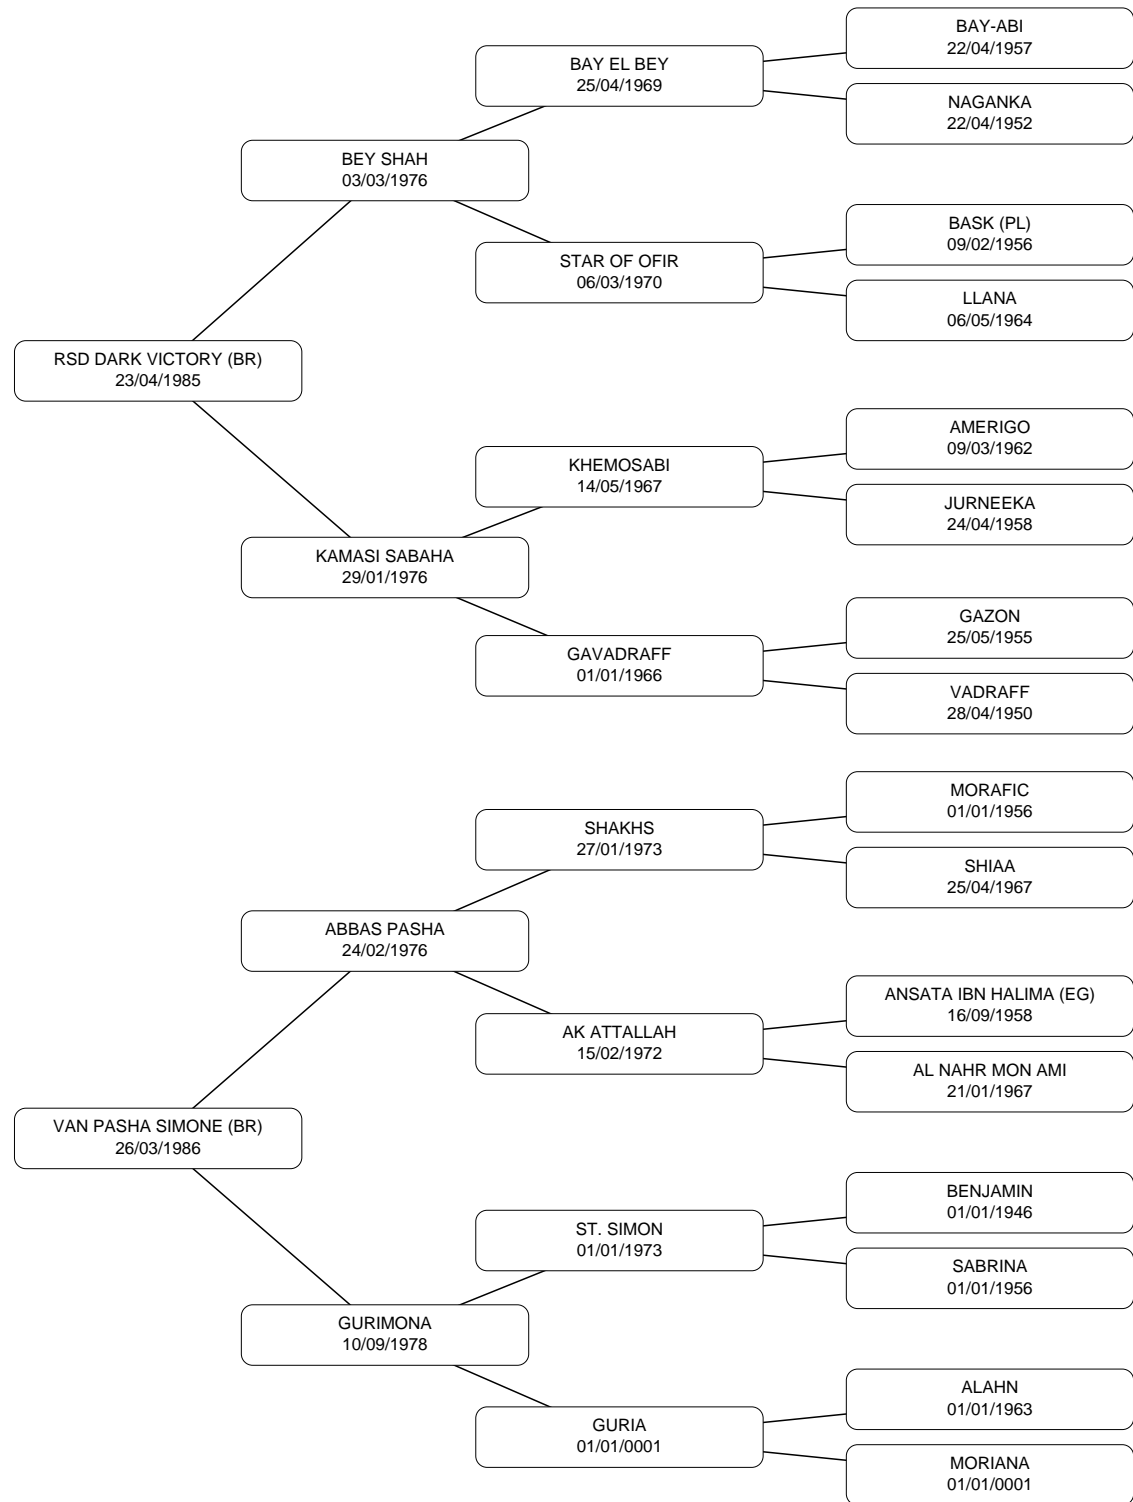 BAY-ABI
22/04/1957
BAY EL BEY
25/04/1969
NAGANKA
22/04/1952
BEY SHAH
03/03/1976
BASK (PL)
09/02/1956
STAR OF OFIR
06/03/1970
LLANA
06/05/1964
RSD DARK VICTORY (BR)
23/04/1985
AMERIGO
09/03/1962
KHEMOSABI
14/05/1967
JURNEEKA
24/04/1958
KAMASI SABAHA
29/01/1976
GAZON
25/05/1955
GAVADRAFF
01/01/1966
VADRAFF
28/04/1950
MORAFIC
01/01/1956
SHAKHS
27/01/1973
SHIAA
25/04/1967
ABBAS PASHA
24/02/1976
ANSATA IBN HALIMA (EG)
16/09/1958
AK ATTALLAH
15/02/1972
AL NAHR MON AMI
21/01/1967
VAN PASHA SIMONE (BR)
26/03/1986
BENJAMIN
01/01/1946
ST. SIMON
01/01/1973
SABRINA
01/01/1956
GURIMONA
10/09/1978
ALAHN
01/01/1963
GURIA
01/01/0001
MORIANA
01/01/0001